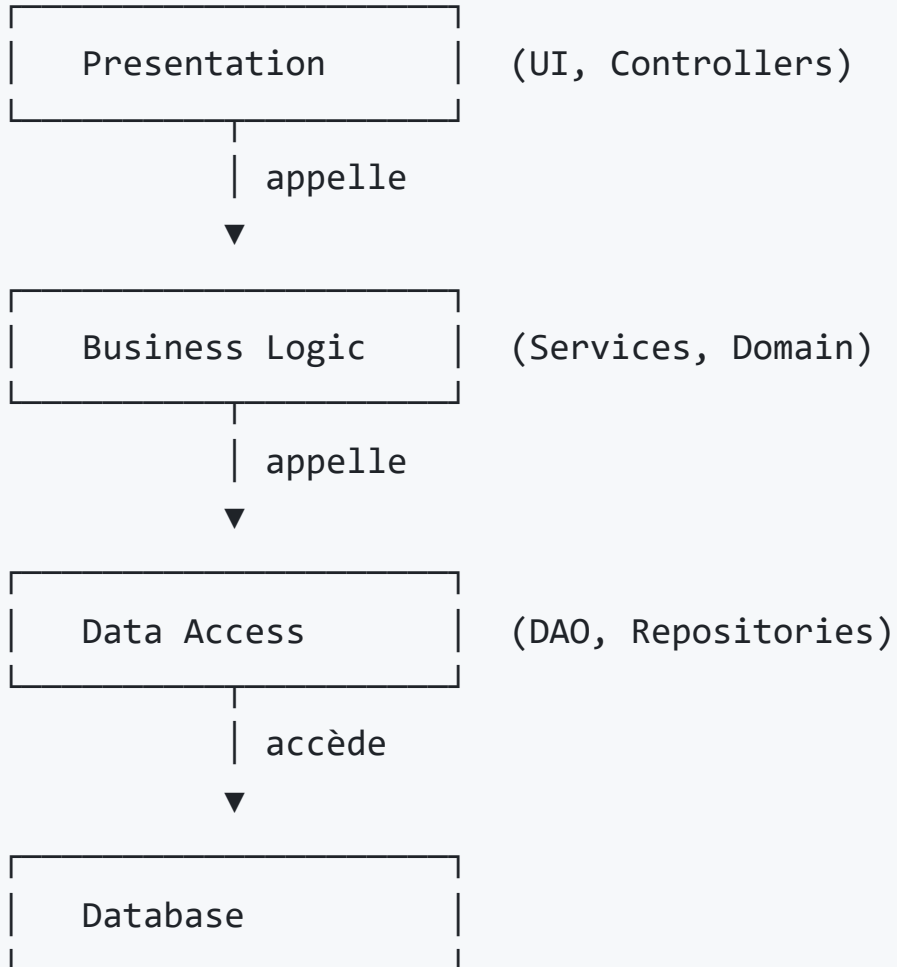 Presentation (UI, Controllers)
appelle
Business Logic (Services, Domain)
appelle
Data Access (DAO, Repositories)
accède
Database